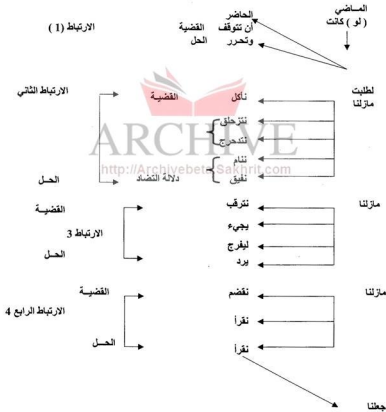 الماضي
( لو ) كانت
الحاضر
أن تتوقف القضية
وتحرر الحل
الارتباط ( 1 )
لطلبت
مازلنا
نأكل القضية
الارتباط الثاني
نتزحلق
نتدحرج
ARCHIVE
ننام
http://Archivebeta.Sakhrit.com
نفيق دلالة التضاد الحل
مازلنا
نترقب القضية
يجيء
الارتباط 3
ليفرج
يرد الحل
مازلنا
نقضم القضية
نقرأ
الارتباط الرابع 4
نقرأ الحل
جعلنا